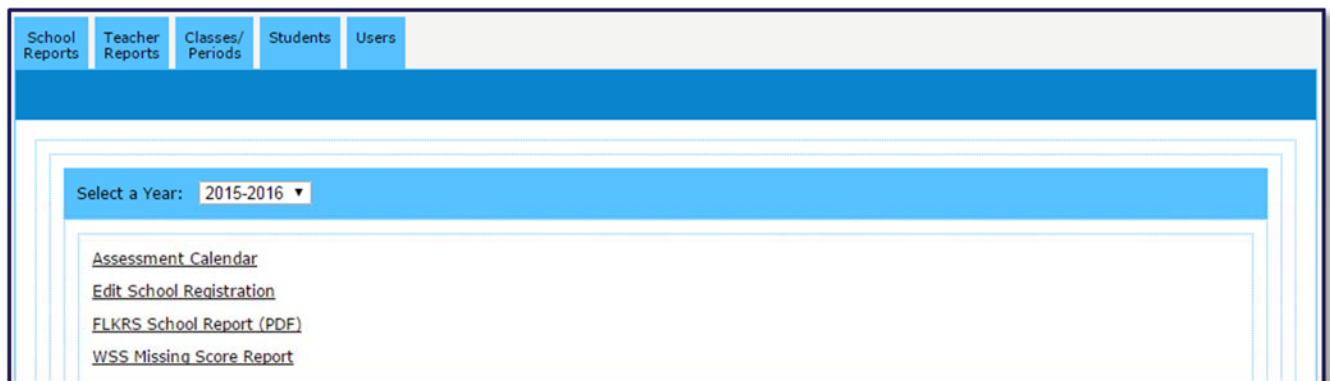 School Reports
Teacher Reports
Classes/ Periods
Students
Users
Select a Year: 2015-2016
Assessment Calendar
Edit School Registration
FLKRS School Report (PDF)
WSS Missing Score Report